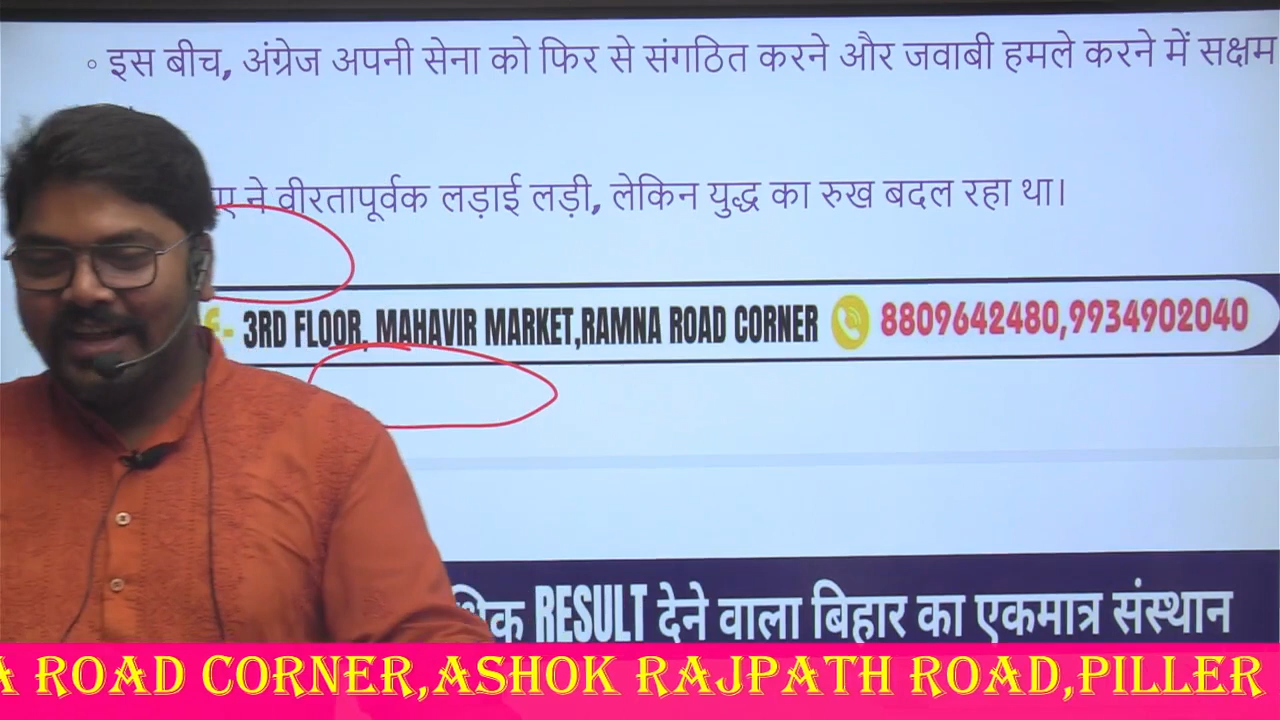 इस बीच, अंग्रेज अपनी सेना को फिर से संगठित करने और जवाबी हमले करने में सक्षम
ने वीरतापूर्वक लड़ाई लड़ी, लेकिन युद्ध का रुख बदल रहा था।
3RD FLOOR, MAHAVIR MARKET,RAMNA ROAD CORNER 8809642480,9934902040
RESULT देने वाला बिहार का एकमात्र संस्थान
ROAD CORNER,ASHOK RAJPATH ROAD,PILLER